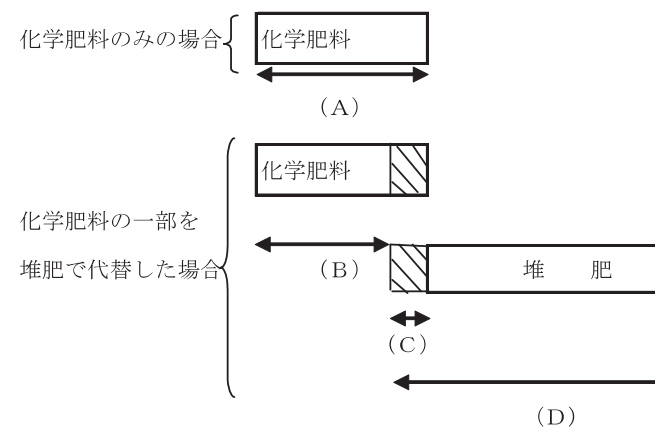 化学肥料のみの場合
化学肥料
（A）
化学肥料
化学肥料の一部を
堆肥で代替した場合
（B）
堆　肥
（C）
（D）